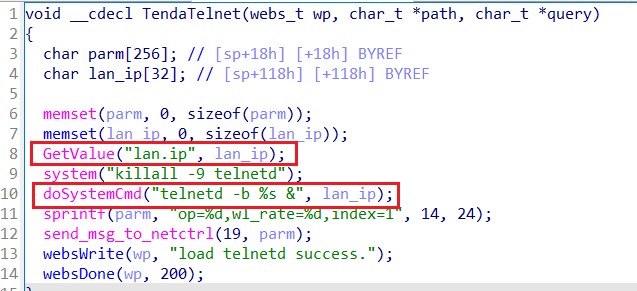 1 void __cdecl TendaTelnet(webs_t wp, char_t *path, char_t *query)
2 {
3 char parm[256]; // [sp+18h] [+18h] BYREF
4 char lan_ip[32]; // [sp+118h] [+118h] BYREF
5
6 memset(parm, 0, sizeof(parm));
7 memset(lan_ip, 0, sizeof(lan_ip));
8 GetValue("lan.ip", lan_ip);
9 system("killall -9 telnetd");
10 doSystemCmd("telnetd -b %s &", lan_ip);
11 sprintf(parm, "op=%d,wl_rate=%d,index=1", 14, 24);
12 send_msg_to_netctrl(19, parm);
13 websWrite(wp, "load telnetd success.");
14 websDone(wp, 200);
15 }